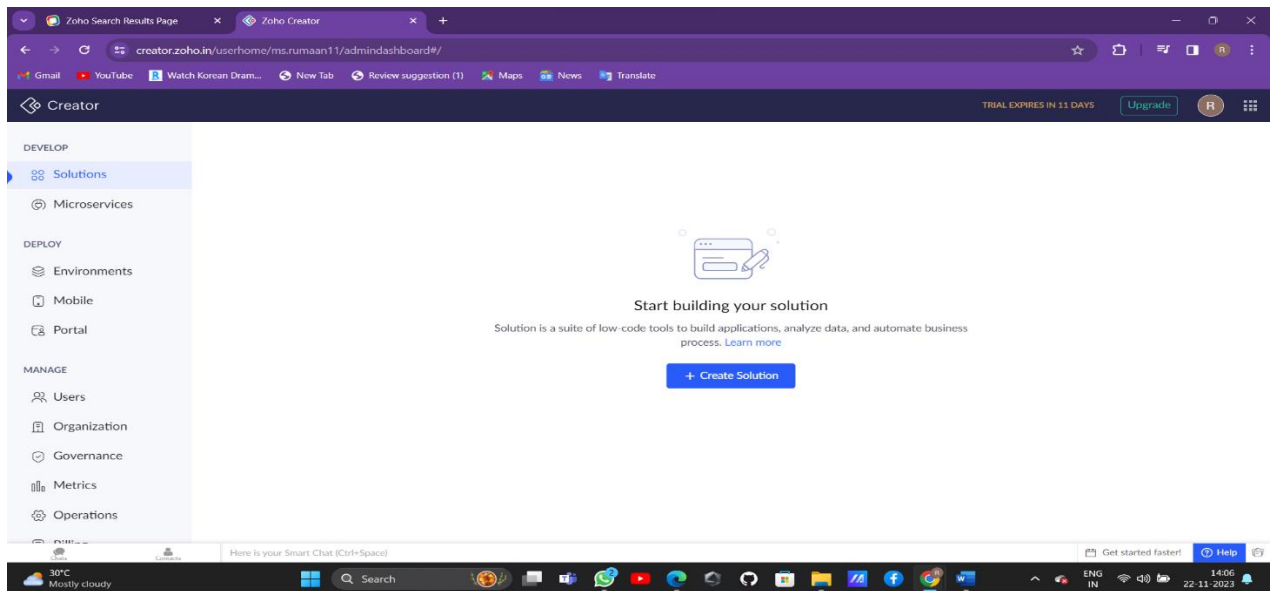 Zoho Search Results Page
Zoho Creator
creator.zoho.in/userhome/ms.rumaan11/admindashboard#/
R
Gmail YouTube Watch Korean Dram... New Tab Review suggestion (1) Maps News Translate
Creator
TRIAL EXPIRES IN 11 DAYS
Upgrade
R
DEVELOP
Solutions
Microservices
DEPLOY
Environments
Mobile
Portal
MANAGE
Users
Organization
Governance
Metrics
Operations
Billing
Start building your solution
Solution is a suite of low-code tools to build applications, analyze data, and automate business
process. Learn more
+ Create Solution
Chats
Contacts
Here is your Smart Chat (Ctrl+Space)
Get started faster!
Help
30°C
Mostly cloudy
Search
ENG
IN
14:06
22-11-2023